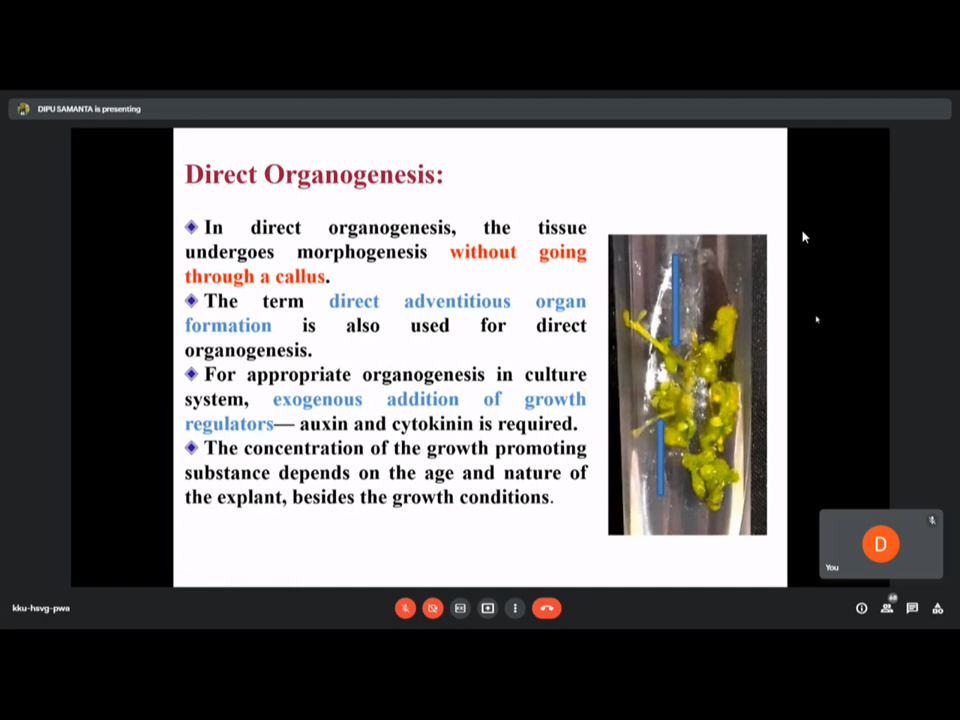 DIPU SAMANTA is presenting
Direct Organogenesis:
In direct organogenesis, the tissue
undergoes morphogenesis without going
through a callus.
The term direct adventitious organ
formation is also used for direct
organogenesis.
For appropriate organogenesis in culture
system, exogenous addition of growth
regulators— auxin and cytokinin is required.
The concentration of the growth promoting
substance depends on the age and nature of
the explant, besides the growth conditions.
D
You
kku-hsvg-pwa